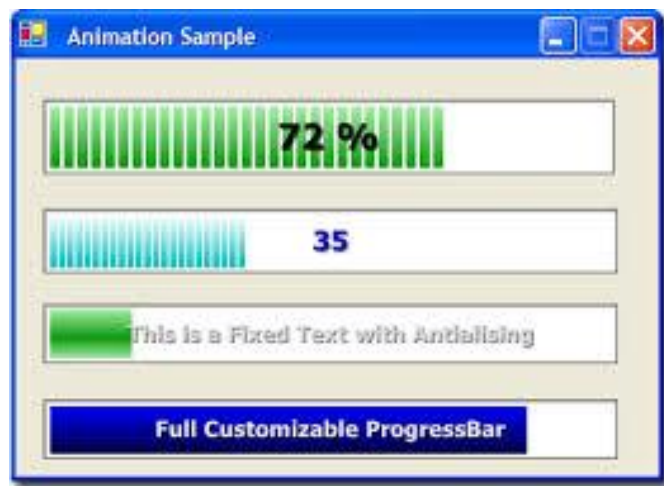 Animation Sample
72 %
35
This is a Fixed Text with Antialising
Full Customizable ProgressBar